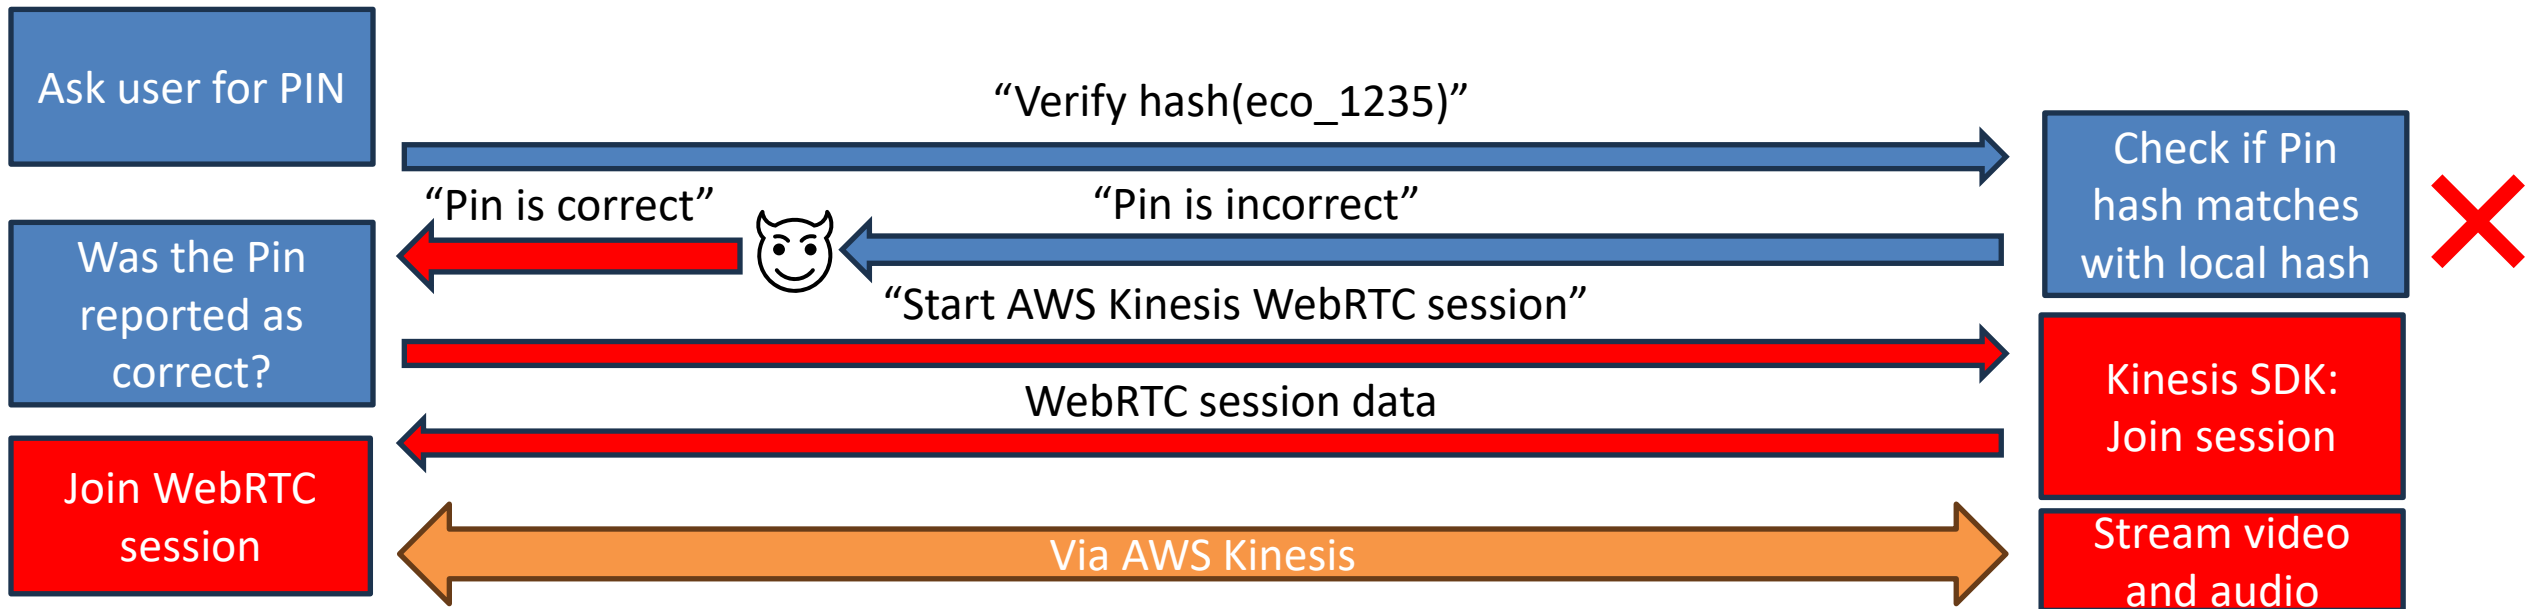 Ask user for PIN
“Verify hash(eco_1235)”
Check if Pin
hash matches
with local hash
“Pin is correct”
“Pin is incorrect”
Was the Pin
reported as
correct?
“Start AWS Kinesis WebRTC session”
Kinesis SDK:
Join session
WebRTC session data
Join WebRTC
session
Via AWS Kinesis
Stream video
and audio